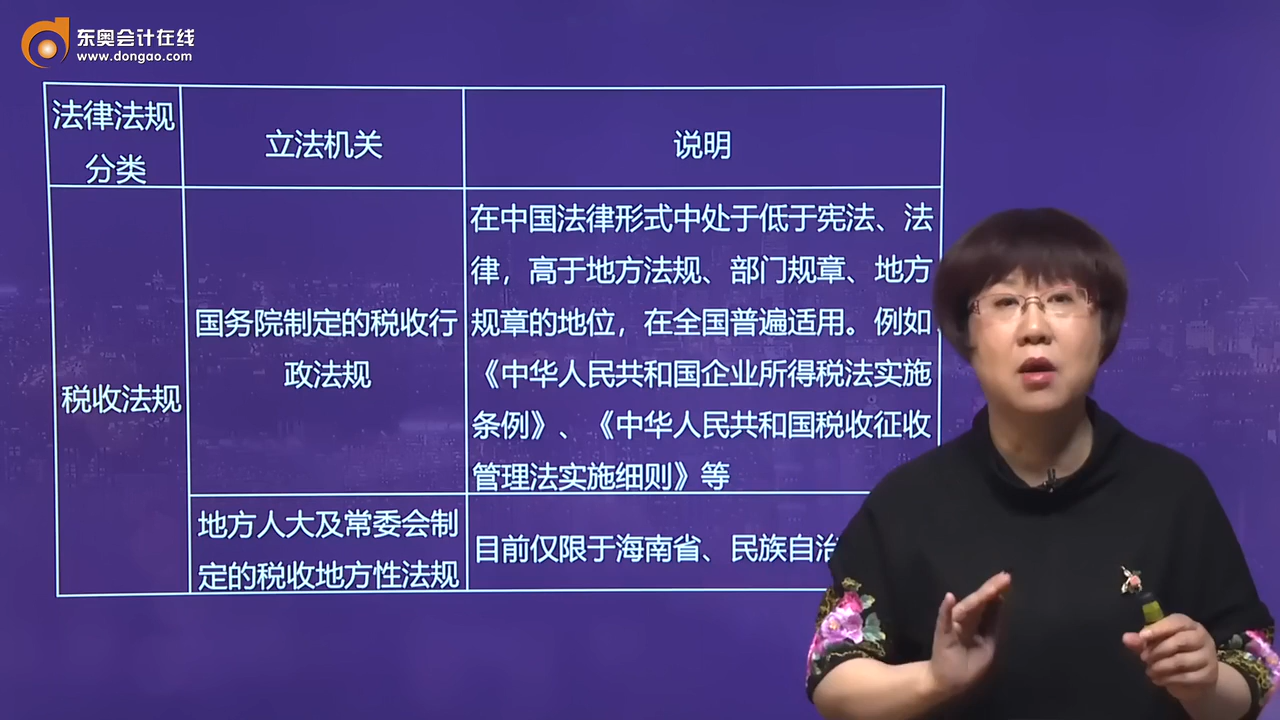 东奥会计在线
www.dongao.com
法律法规
分类
立法机关
说明
税收法规
国务院制定的税收行
政法规
在中国法律形式中处于低于宪法、法
律，高于地方法规、部门规章、地方
规章的地位，在全国普遍适用。例如
《中华人民共和国企业所得税法实施
条例》、《中华人民共和国税收征收
管理法实施细则》等
地方人大及常委会制
定的税收地方性法规
目前仅限于海南省、民族自治